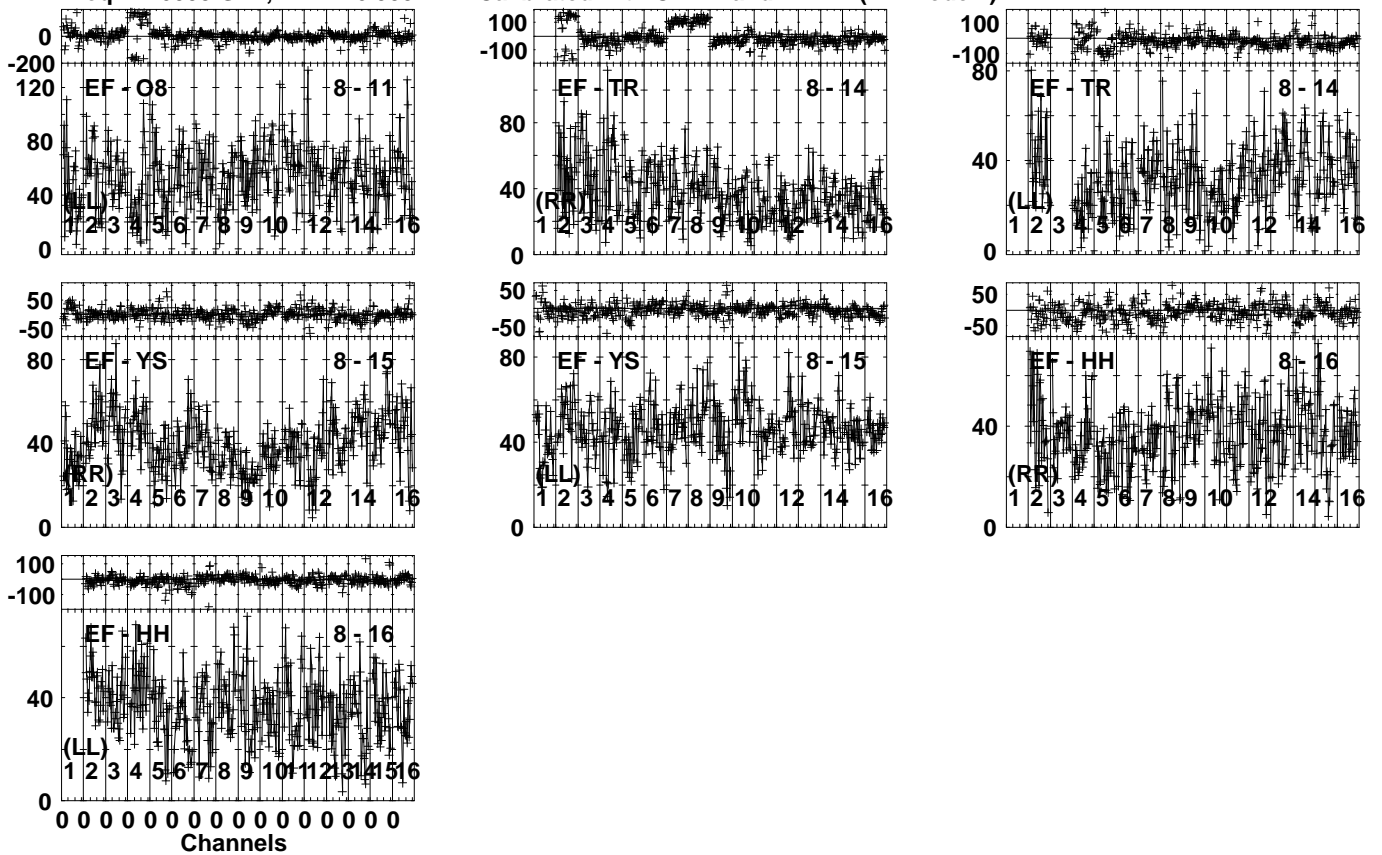 0
-200
120
80
40
0
EF - O8 8 - 11
(LL)
1 2 3 4 5 6 7 8 9 10 12 14 16
100
-100
80
40
0
EF - TR 8 - 14
(RR)
1 2 3 4 5 6 7 8 9 10 12 14 16
100
-100
80
40
0
EF - TR 8 - 14
(LL)
1 2 3 4 5 6 7 8 9 10 12 14 16
50
-50
80
40
0
EF - YS 8 - 15
(RR)
1 2 3 4 5 6 7 8 9 10 12 14 16
50
-50
80
40
0
EF - YS 8 - 15
(LL)
1 2 3 4 5 6 7 8 9 10 12 14 16
50
-50
40
0
EF - HH 8 - 16
(RR)
1 2 3 4 5 6 7 8 9 10 12 14 16
100
-100
40
0
EF - HH 8 - 16
(LL)
1 2 3 4 5 6 7 8 9 10 11 12 13 14 15 16
0 0 0 0 0 0 0 0 0 0 0 0 0 0 0 0
Channels